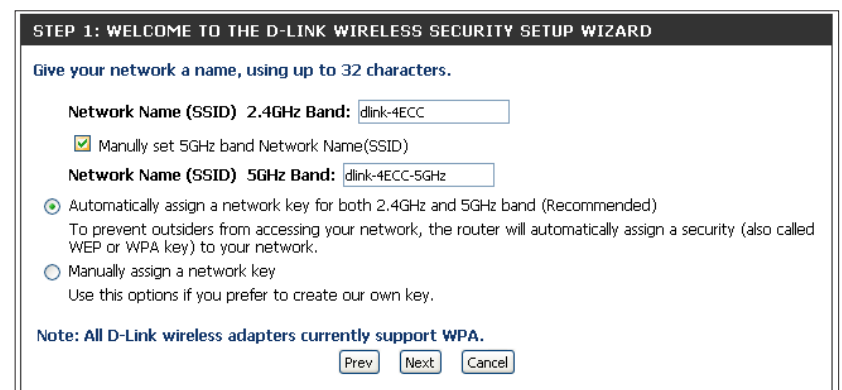 STEP 1: WELCOME TO THE D-LINK WIRELESS SECURITY SETUP WIZARD
Give your network a name, using up to 32 characters.
Network Name (SSID) 2.4GHz Band: dlink-4ECC
Manully set 5GHz band Network Name(SSID)
Network Name (SSID) 5GHz Band: dlink-4ECC-5GHz
Automatically assign a network key for both 2.4GHz and 5GHz band (Recommended)
To prevent outsiders from accessing your network, the router will automatically assign a security (also called
WEP or WPA key) to your network.
Manually assign a network key
Use this options if you prefer to create our own key.
Note: All D-Link wireless adapters currently support WPA.
Prev Next Cancel